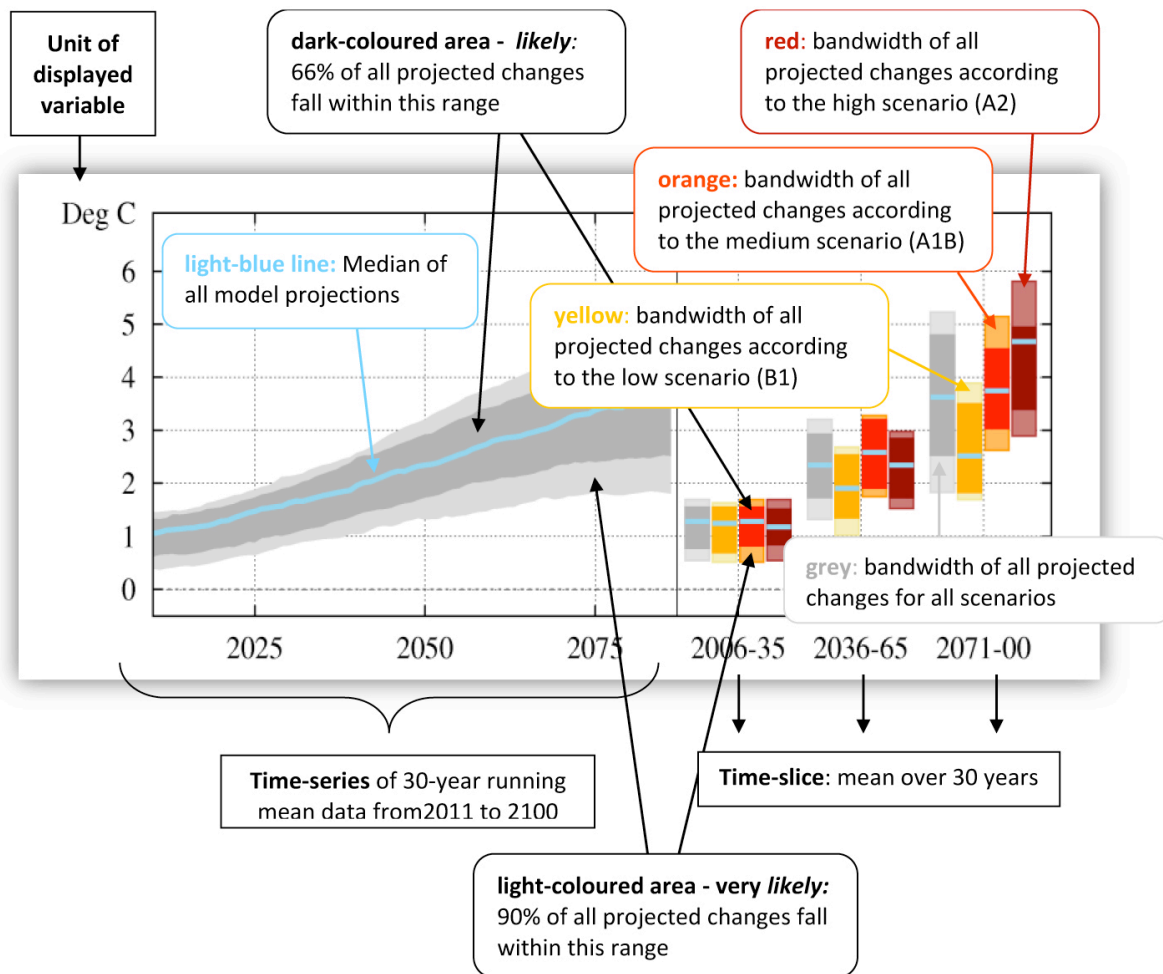 Unit of
displayed
variable
dark-coloured area - likely:
66% of all projected changes
fall within this range
red: bandwidth of all
projected changes according
to the high scenario (A2)
orange: bandwidth of all
projected changes according
to the medium scenario (A1B)
Deg C
light-blue line: Median of
all model projections
yellow: bandwidth of all
projected changes according
to the low scenario (B1)
6
5
4
3
2
1
0
grey: bandwidth of all projected
changes for all scenarios
2025
2050
2075
2006-35
2036-65
2071-00
Time-series of 30-year running
mean data from2011 to 2100
Time-slice: mean over 30 years
light-coloured area - very likely:
90% of all projected changes fall
within this range